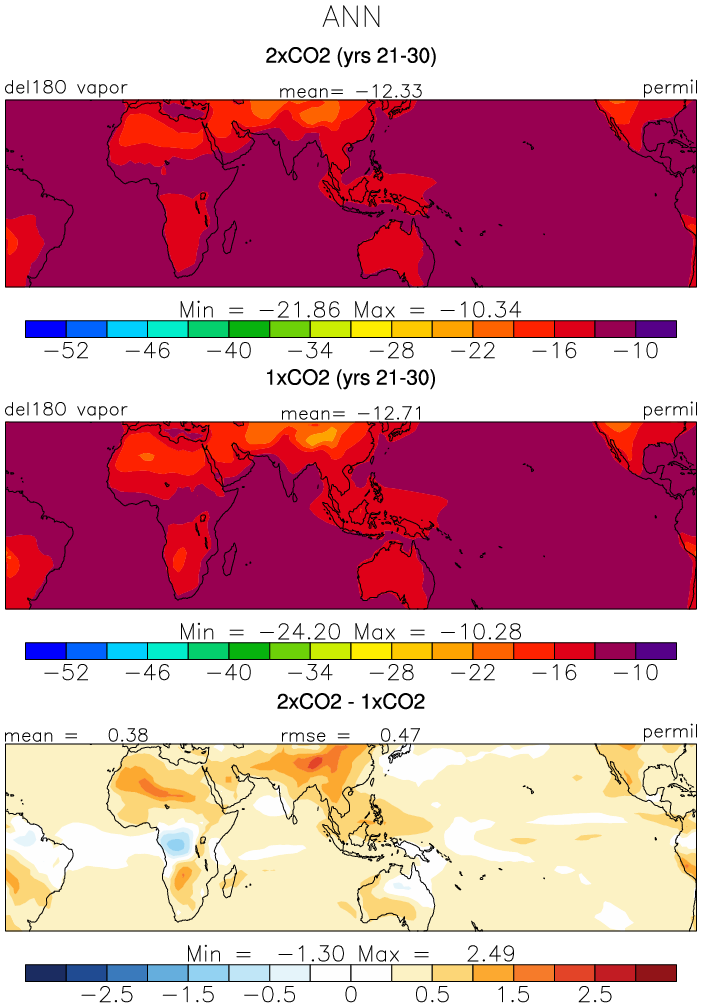 ANN
2xCO2 (yrs 21-30)
del18O vapor mean= −12.33 permil
Min = −21.86 Max = −10.34
−52 −46 −40 −34 −28 −22 −16 −10
1xCO2 (yrs 21-30)
del18O vapor mean= −12.71 permil
Min = −24.20 Max = −10.28
−52 −46 −40 −34 −28 −22 −16 −10
2xCO2 - 1xCO2
mean = 0.38 rmse = 0.47 permil
Min = −1.30 Max = 2.49
−2.5 −1.5 −0.5 0 0.5 1.5 2.5